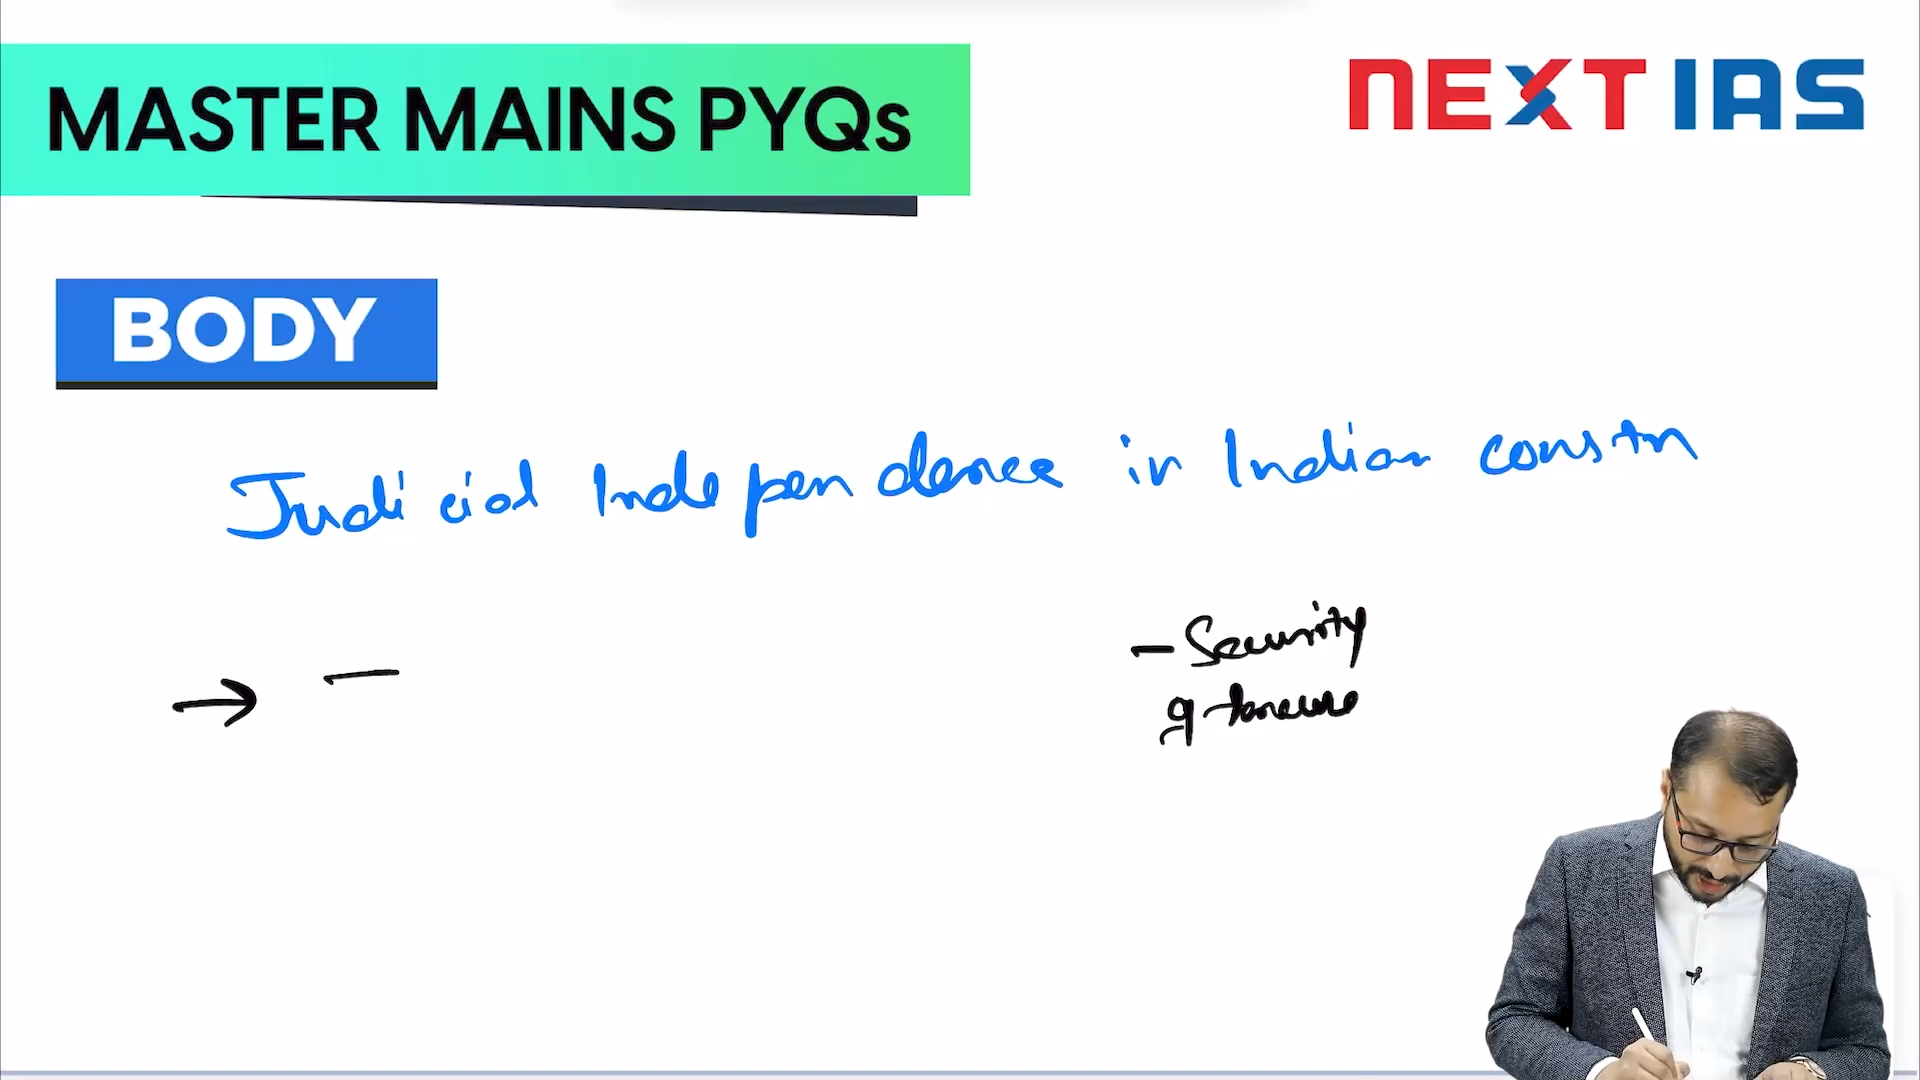 MASTER MAINS PYQs
NEXT IAS
BODY
Judicial Independence in Indian constn
→ —
— Security
of tenure